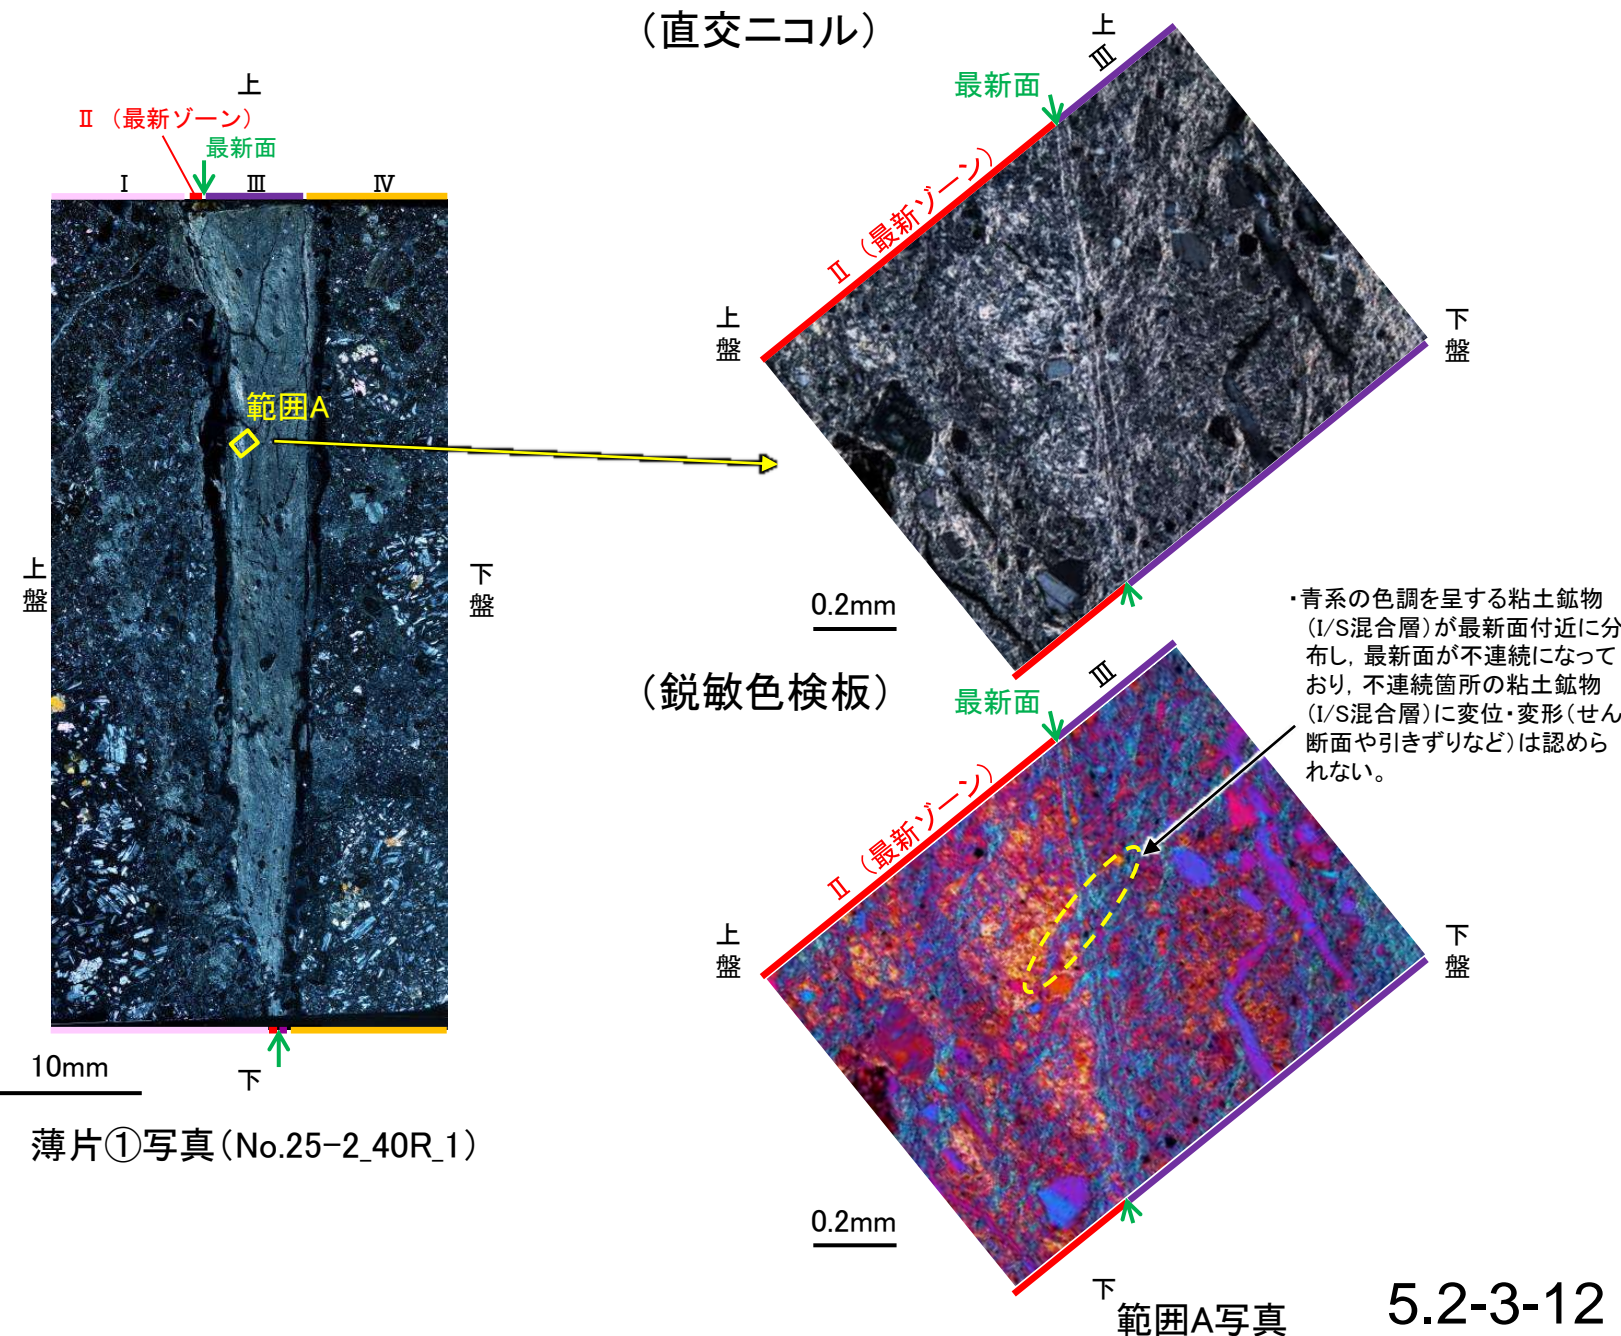 (直交ニコル)
上
Ⅱ (最新ゾーン)
最新面
Ⅰ
Ⅲ
Ⅳ
範囲A
上盤
下盤
10mm
下
薄片①写真(No.25-2_40R_1)
上
Ⅲ
最新面
Ⅱ (最新ゾーン)
上盤
下盤
0.2mm
(鋭敏色検板)
Ⅲ
最新面
Ⅱ (最新ゾーン)
上盤
下盤
・青系の色調を呈する粘土鉱物
(I/S混合層)が最新面付近に分
布し, 最新面が不連続になって
おり, 不連続箇所の粘土鉱物
(I/S混合層)に変位・変形(せん
断面や引きずりなど)は認めら
れない。
0.2mm
下
範囲A写真
5.2-3-12